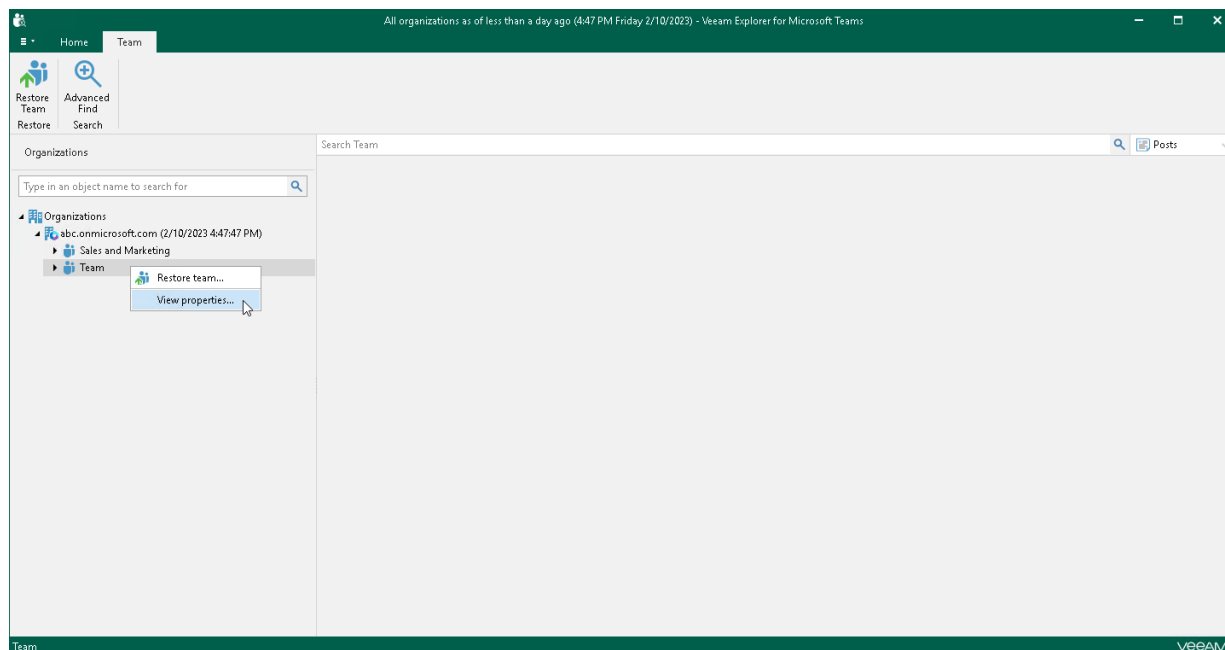 All organizations as of less than a day ago (4:47 PM Friday 2/10/2023) - Veeam Explorer for Microsoft Teams
Home Team
Restore Team
Advanced Find
Restore Search
Organizations
Search Team
Posts
Type in an object name to search for
Organizations
abc.onmicrosoft.com (2/10/2023 4:47:47 PM)
Sales and Marketing
Team
Restore team...
View properties...
Team
veeAM